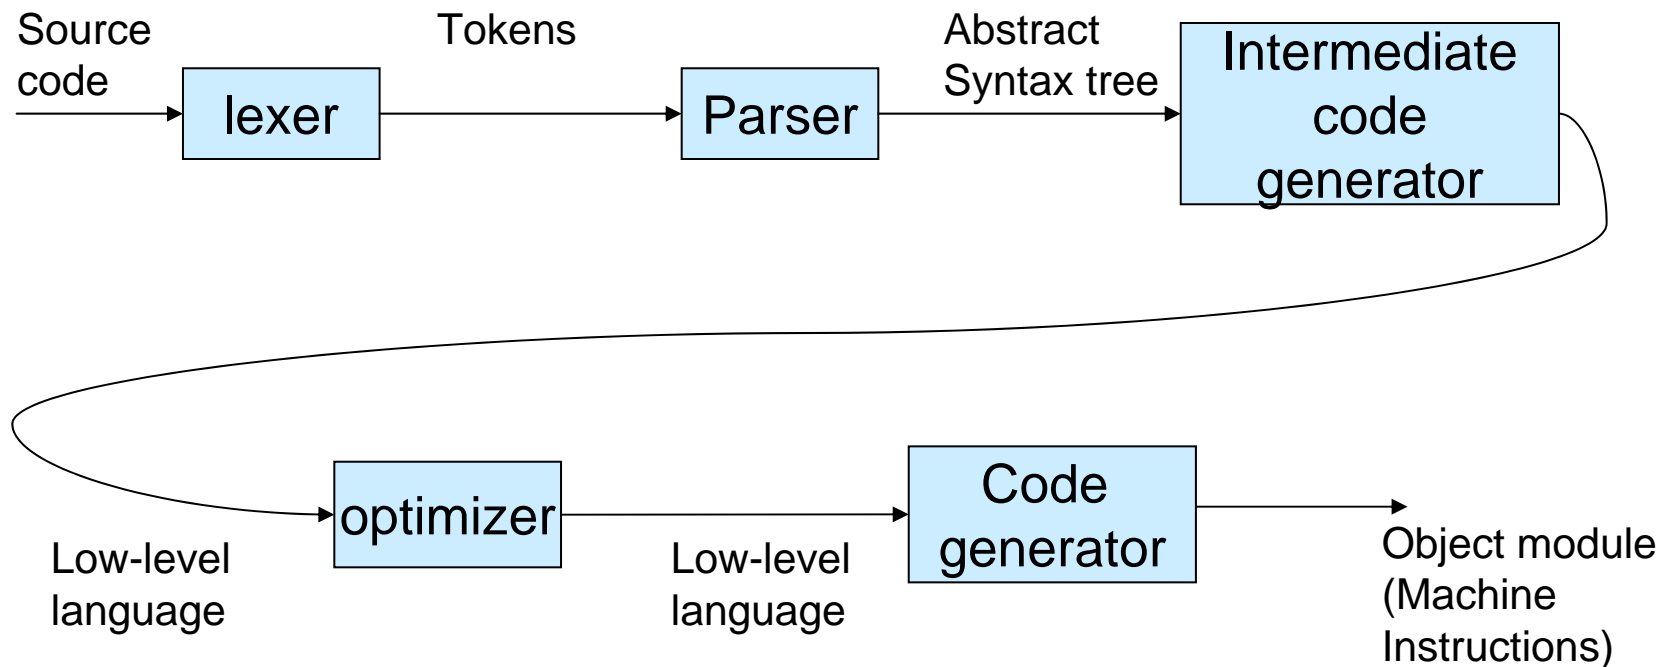 Source
code
lexer
Tokens
Parser
Abstract
Syntax tree
Intermediate
code
generator
Low-level
language
optimizer
Low-level
language
Code
generator
Object module
(Machine
Instructions)